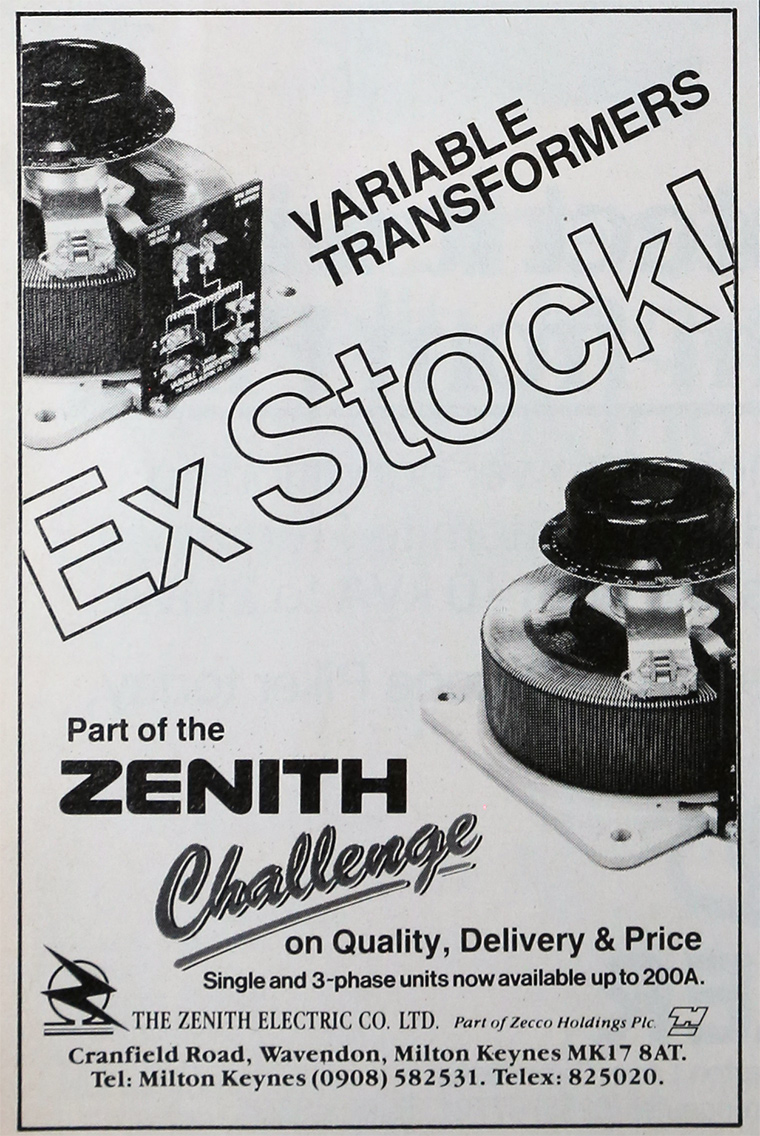 VARIABLE
TRANSFORMERS
Ex Stock!
Part of the
ZENITH
Challenge
on Quality, Delivery & Price
Single and 3-phase units now available up to 200A.
THE ZENITH ELECTRIC CO. LTD. Part of Zecco Holdings Plc.
Cranfield Road, Wavendon, Milton Keynes MK17 8AT.
Tel: Milton Keynes (0908) 582531. Telex: 825020.